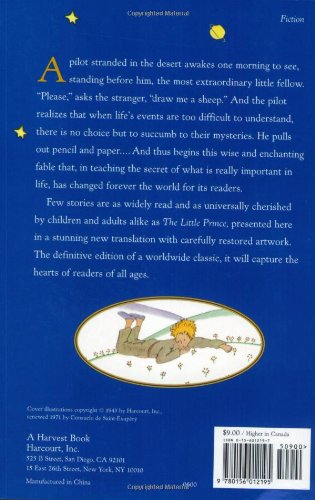 Fiction
A pilot stranded in the desert awakes one morning to see,
standing before him, the most extraordinary little fellow.
“Please,” asks the stranger, “draw me a sheep.” And the pilot
realizes that when life’s events are too difficult to understand,
there is no choice but to succumb to their mysteries. He pulls
out pencil and paper.... And thus begins this wise and enchanting
fable that, in teaching the secret of what is really important in
life, has changed forever the world for its readers.
Few stories are as widely read and as universally cherished
by children and adults alike as The Little Prince, presented here
in a stunning new translation with carefully restored artwork.
The definitive edition of a worldwide classic, it will capture the
hearts of readers of all ages.
Cover illustrations copyright © 1943 by Harcourt, Inc.,
renewed 1971 by Consuelo de Saint-Exupéry
A Harvest Book
Harcourt, Inc.
525 B Street, San Diego, CA 92101
15 East 26th Street, New York, NY 10010
Manufactured in China
0600
$9.00 / Higher in Canada
ISBN 0-15-601219-7
50900>
9 780156 012195